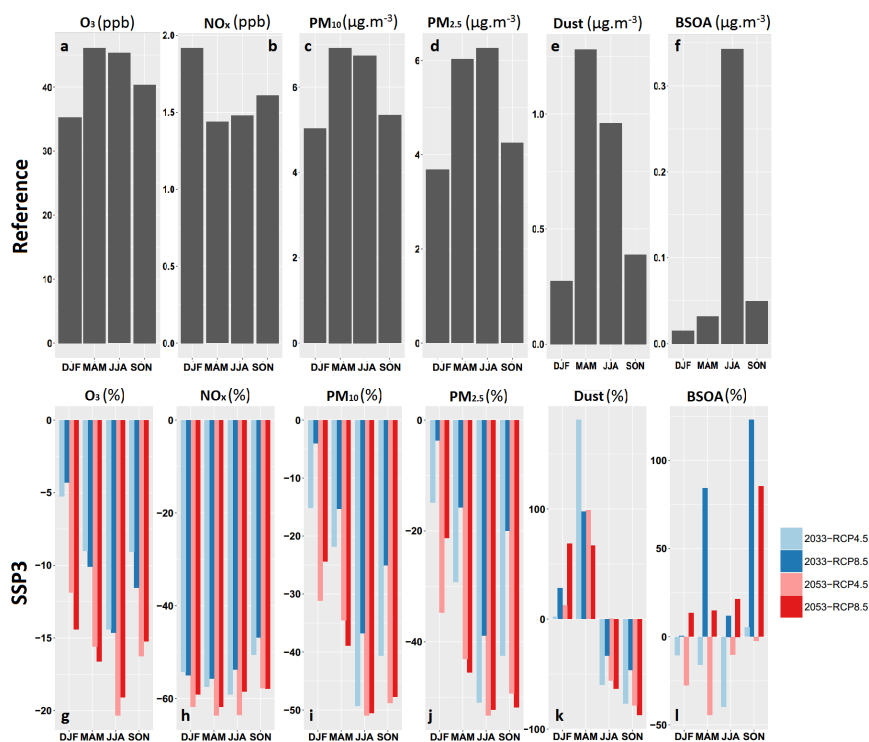 O₃ (ppb) NOx (ppb) PM₁₀ (µg.m⁻³) PM₂.₅ (µg.m⁻³) Dust (µg.m⁻³) BSOA (µg.m⁻³)
a b c d e f
Reference
40 30 20 10 0
2.0 1.5 1.0 0.5 0.0
6 4 2 0
6 4 2 0
1.0 0.5 0.0
0.3 0.2 0.1 0.0
DJF MAM JJA SON DJF MAM JJA SON DJF MAM JJA SON DJF MAM JJA SON DJF MAM JJA SON DJF MAM JJA SON
O₃ (%) NOx (%) PM₁₀ (%) PM₂.₅ (%) Dust (%) BSOA (%)
SSP3
0 −5 −10 −15 −20
0 −20 −40 −60
0 −10 −20 −30 −40 −50
0 −20 −40
100 0 −100
100 50 0 −50
g h i j k l
DJF MAM JJA SON DJF MAM JJA SON DJF MAM JJA SON DJF MAM JJA SON DJF MAM JJA SON DJF MAM JJA SON
2033−RCP4.5
2033−RCP8.5
2053−RCP4.5
2053−RCP8.5